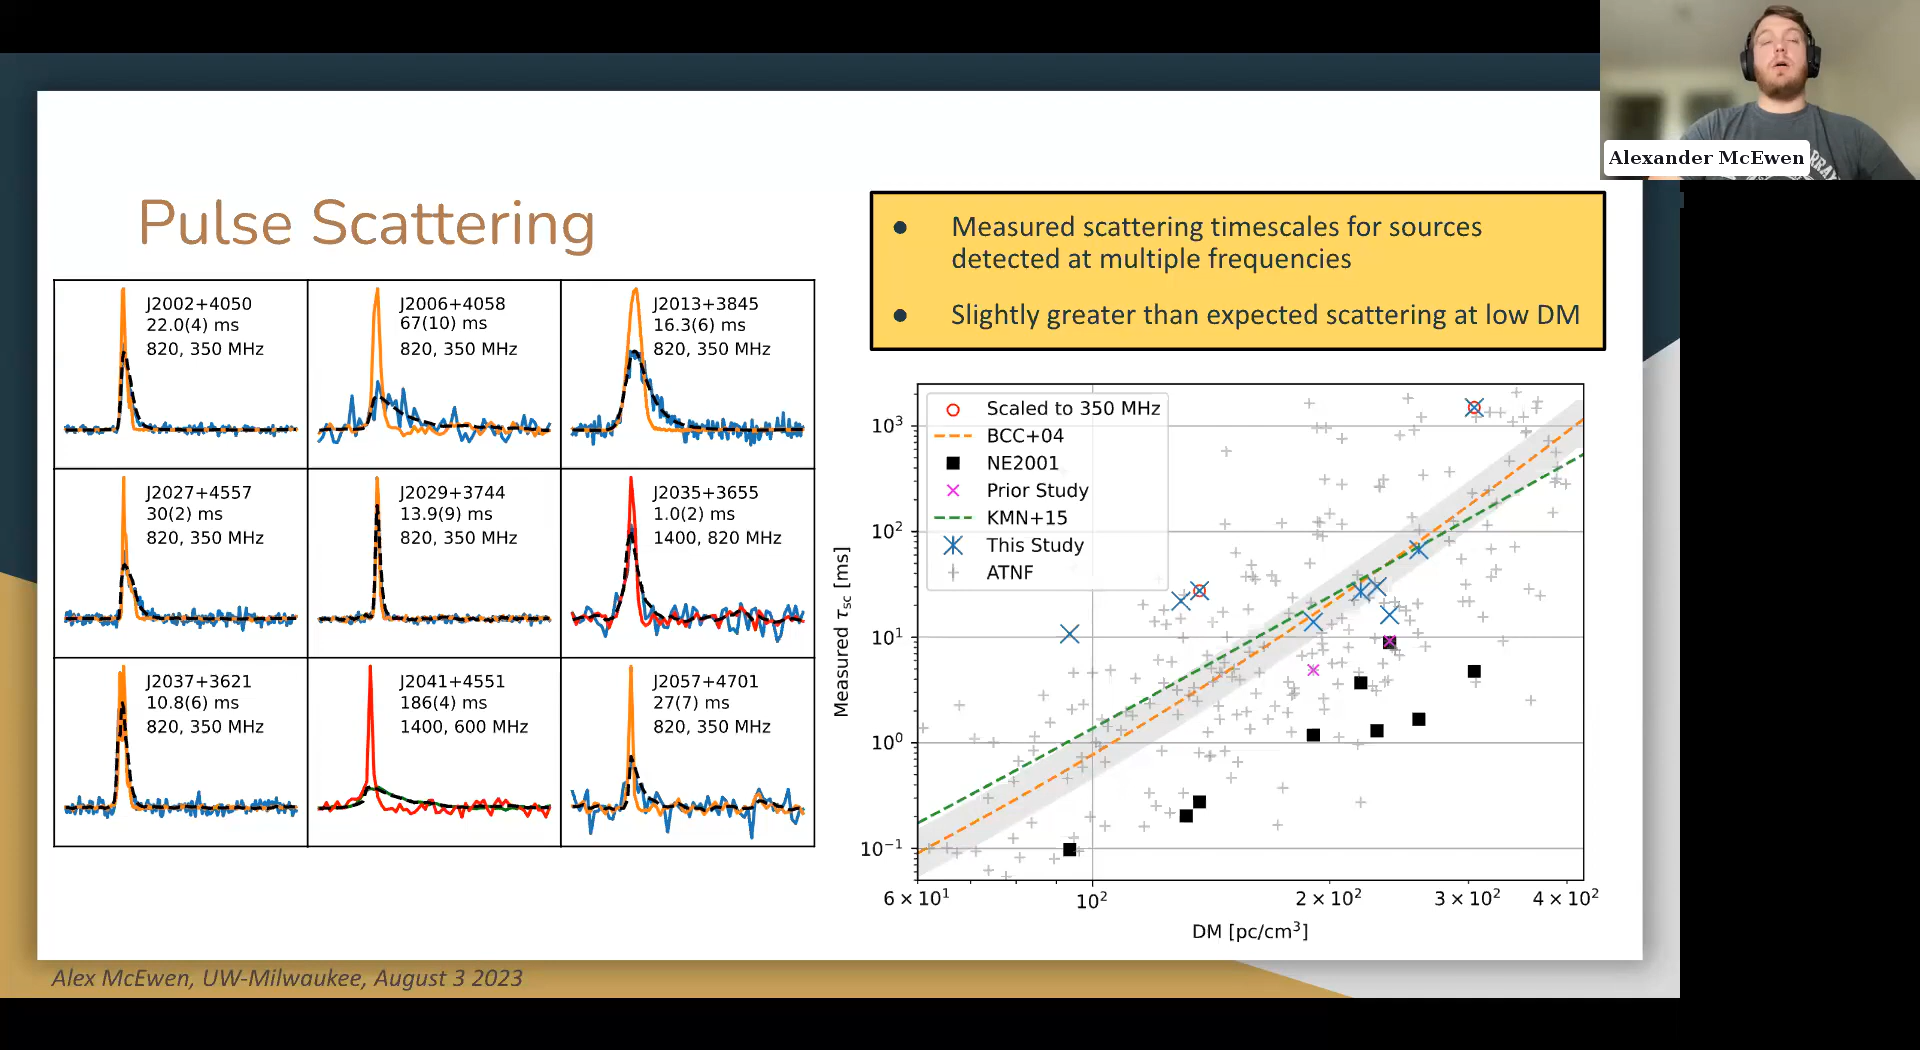 Alexander McEwen
Pulse Scattering
● Measured scattering timescales for sources
detected at multiple frequencies
● Slightly greater than expected scattering at low DM
J2002+4050
22.0(4) ms
820, 350 MHz
J2006+4058
67(10) ms
820, 350 MHz
J2013+3845
16.3(6) ms
820, 350 MHz
J2027+4557
30(2) ms
820, 350 MHz
J2029+3744
13.9(9) ms
820, 350 MHz
J2035+3655
1.0(2) ms
1400, 820 MHz
J2037+3621
10.8(6) ms
820, 350 MHz
J2041+4551
186(4) ms
1400, 600 MHz
J2057+4701
27(7) ms
820, 350 MHz
Scaled to 350 MHz
BCC+04
NE2001
Prior Study
KMN+15
This Study
ATNF
Measured τsc [ms]
10³
10²
10¹
10⁰
10⁻¹
6 × 10¹
10²
2 × 10²
3 × 10²
4 × 10²
DM [pc/cm³]
Alex McEwen, UW-Milwaukee, August 3 2023